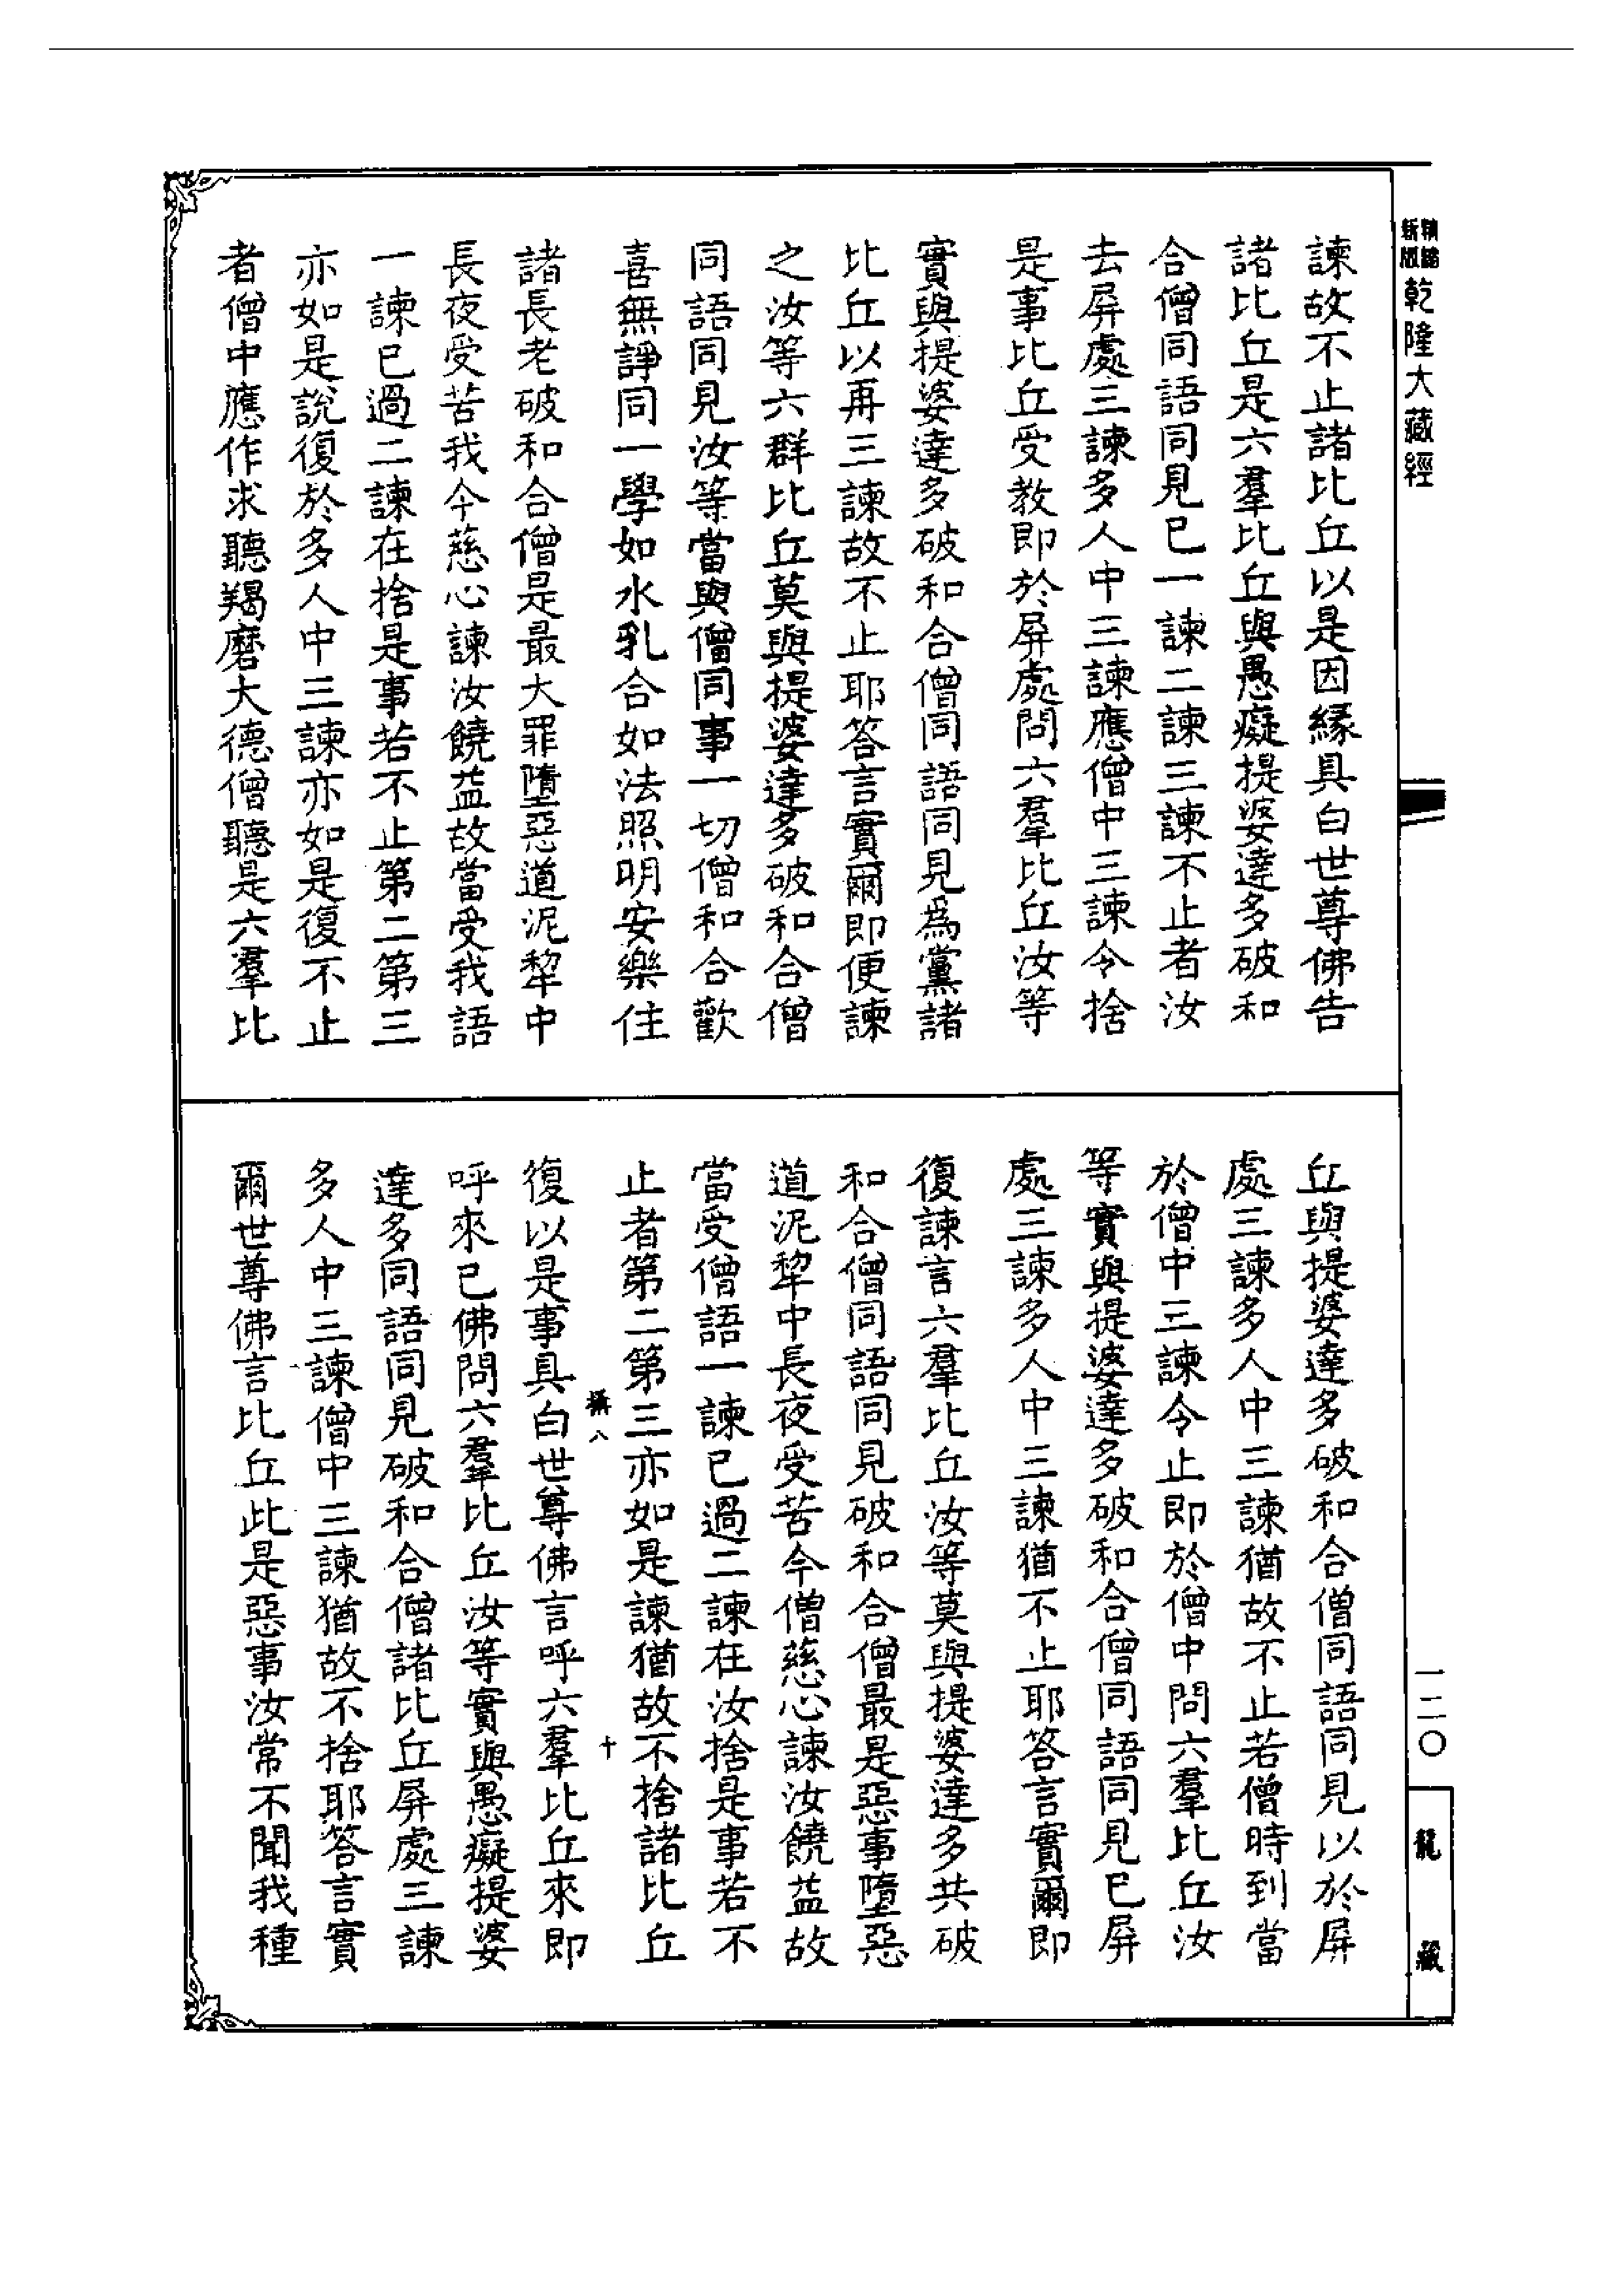 乾隆大藏經
諫故不止諸比丘以是因緣具白世尊佛告
諸比丘是六羣比丘與愚癡提婆達多破和
合僧同語同見已一諫二諫三諫不止者汝
去屏處三諫多人中三諫應僧中三諫令捨
是事比丘受教即於屏處問六羣比丘汝等
實與提婆達多破和合僧同語同見為黨諸
比丘以再三諫故不止耶答言實爾即便諫
之汝等六群比丘莫與提婆達多破和合僧
同語同見汝等當與僧同事一切僧和合歡
喜無諍同一學如水乳合如法照明安樂住
諸長老破和合僧是最大罪墮惡道泥犂中
長夜受苦我今慈心諫汝饒益故當受我語
一諫已過二諫在捨是事若不止第二第三
亦如是說復於多人中三諫亦如是復不止
者僧中應作求聽羯磨大德僧聽是六羣比
丘與提婆達多破和合僧同語同見以於屏
處三諫多人中三諫猶故不止若僧時到當
於僧中三諫令止即於僧中問六羣比丘汝
等實與提婆達多破和合僧同語同見已屏
處三諫多人中三諫猶不止耶答言實爾即
復諫言六羣比丘汝等莫與提婆達多共破
和合僧同語同見破和合僧最是惡事墮惡
道泥犂中長夜受苦今僧慈心諫汝饒益故
當受僧語一諫已過二諫在汝捨是事若不
止者第二第三亦如是諫猶故不捨諸比丘
八 十
復以是事具白世尊佛言呼六羣比丘來即
呼來已佛問六羣比丘汝等實與愚癡提婆
達多同語同見破和合僧諸比丘屏處三諫
多人中三諫僧中三諫猶故不捨耶答言實
爾世尊佛言比丘此是惡事汝常不聞我種
一二〇
龍藏